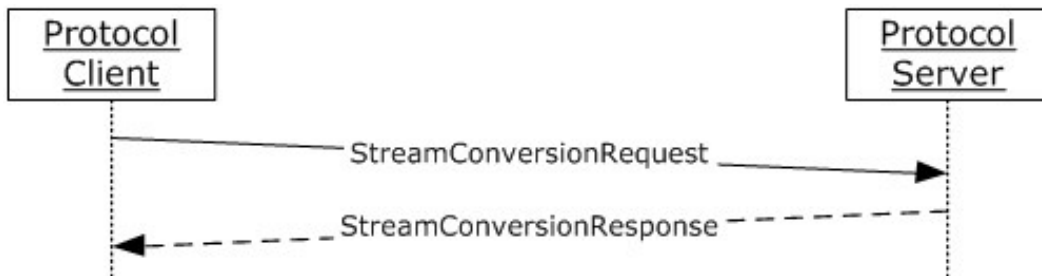 Protocol
Client
Protocol
Server
StreamConversionRequest
StreamConversionResponse